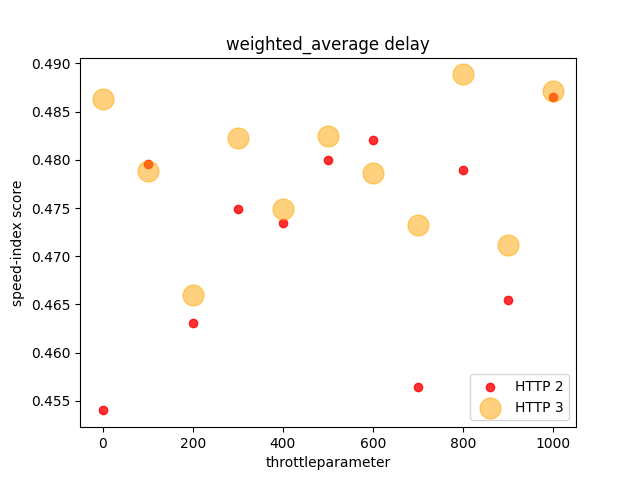 weighted_average delay
speed-index score
0.490
0.485
0.480
0.475
0.470
0.465
0.460
0.455
0
200
400
600
800
1000
throttleparameter
HTTP 2
HTTP 3